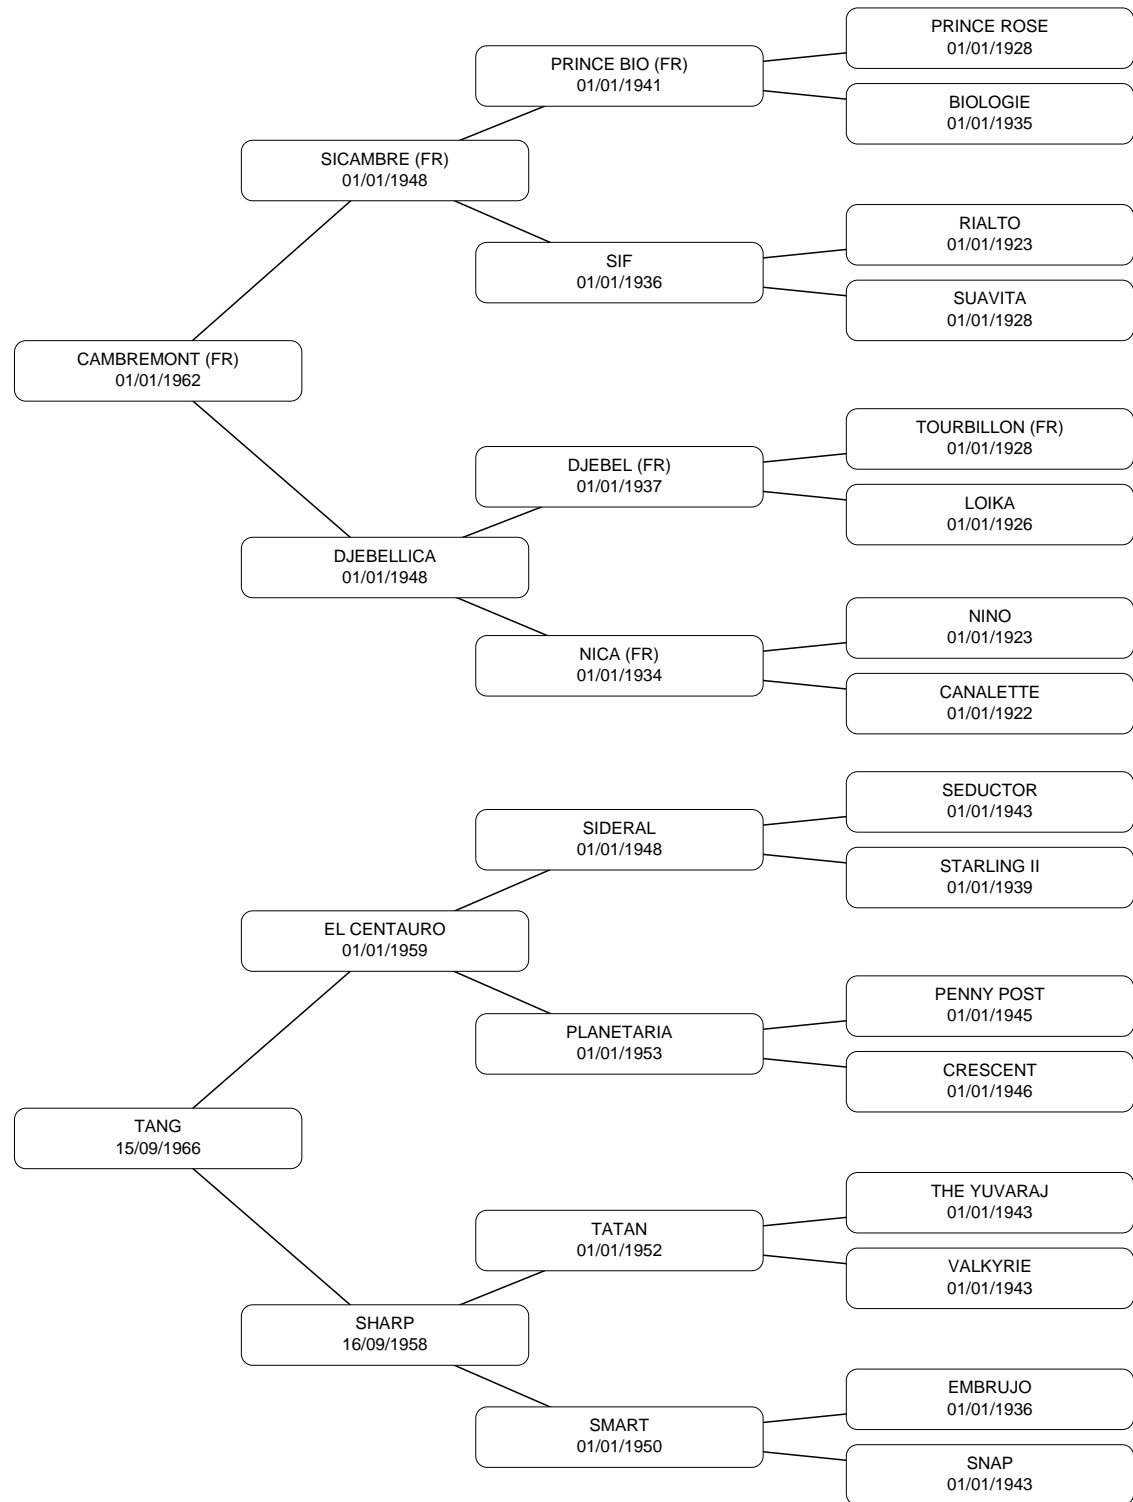 PRINCE ROSE
01/01/1928
PRINCE BIO (FR)
01/01/1941
BIOLOGIE
01/01/1935
SICAMBRE (FR)
01/01/1948
RIALTO
01/01/1923
SIF
01/01/1936
SUAVITA
01/01/1928
CAMBREMONT (FR)
01/01/1962
TOURBILLON (FR)
01/01/1928
DJEBEL (FR)
01/01/1937
LOIKA
01/01/1926
DJEBELLICA
01/01/1948
NINO
01/01/1923
NICA (FR)
01/01/1934
CANALETTE
01/01/1922
SEDUCTOR
01/01/1943
SIDERAL
01/01/1948
STARLING II
01/01/1939
EL CENTAURO
01/01/1959
PENNY POST
01/01/1945
PLANETARIA
01/01/1953
CRESCENT
01/01/1946
TANG
15/09/1966
THE YUVARAJ
01/01/1943
TATAN
01/01/1952
VALKYRIE
01/01/1943
SHARP
16/09/1958
EMBRUJO
01/01/1936
SMART
01/01/1950
SNAP
01/01/1943